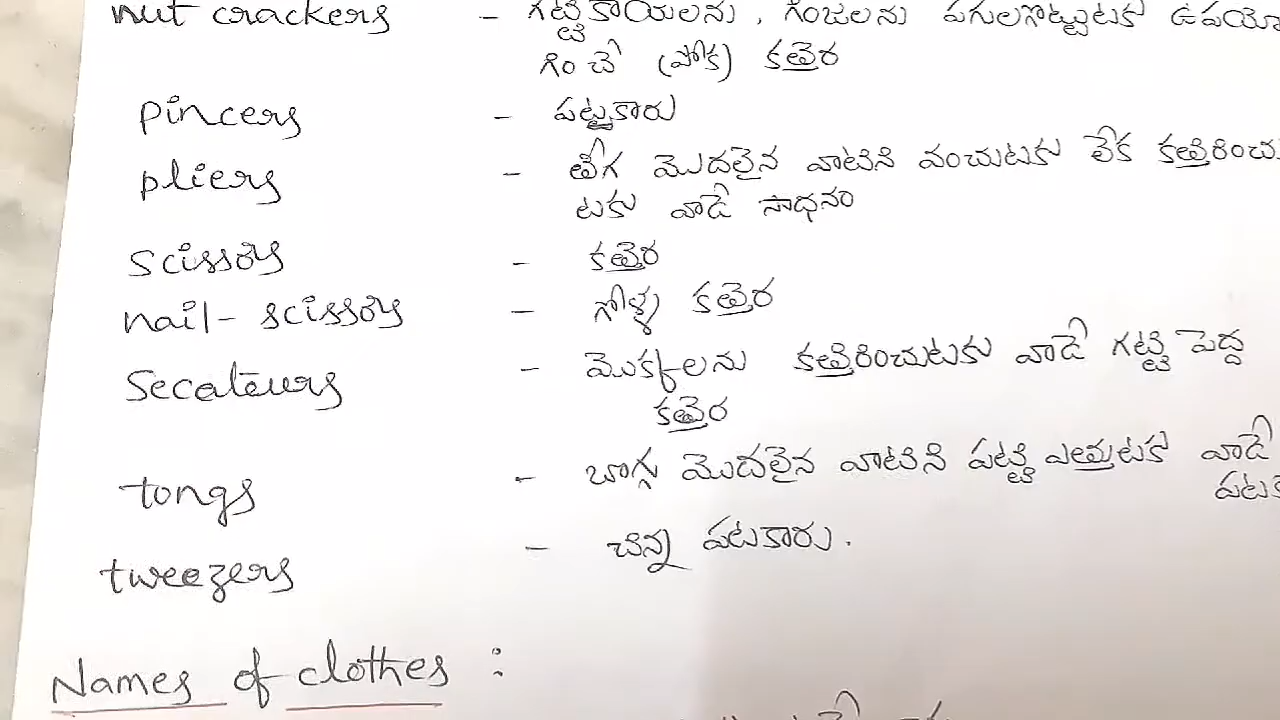 nut crackers - గట్టి కాయలను, గింజలను పగులగొట్టుటకు ఉపయో
గించే (పోక) కత్తెర
pincers - పట్టుకారు
pliers - తీగ మొదలైన వాటిని వంచుటకు లేక కత్తిరించు
టకు వాడే సాధనం
scissors - కత్తెర
nail-scissors - గోళ్ళ కత్తెర
Secateurs - మొక్కలను కత్తిరించుటకు వాడే గట్టి పెద్ద
కత్తెర
tongs - బొగ్గు మొదలైన వాటిని పట్టి ఎత్తుటకు వాడే
పటక
tweezers - చిన్న పటకారు.
Names of clothes :